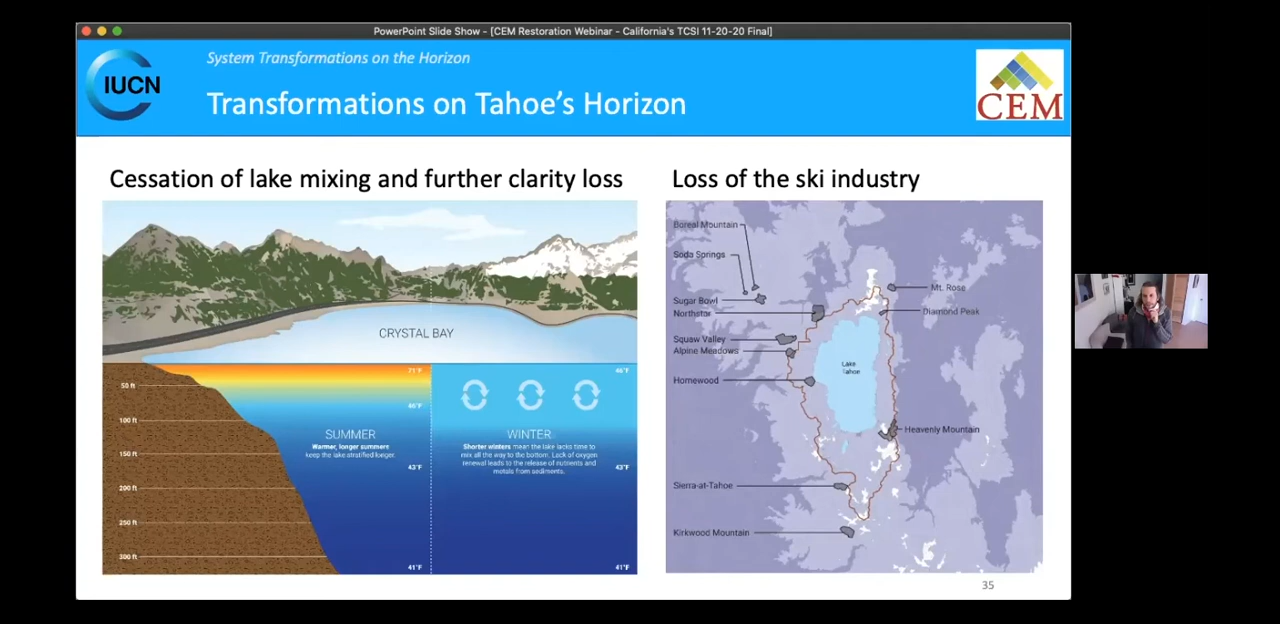 PowerPoint Slide Show - [CEM Restoration Webinar - California's TCSI 11-20-20 Final]
IUCN
System Transformations on the Horizon
Transformations on Tahoe's Horizon
CEM
Cessation of lake mixing and further clarity loss
CRYSTAL BAY
50 ft
100 ft
150 ft
200 ft
250 ft
300 ft
71°F
SUMMER
Warmer, longer summers
keep the lake stratified longer.
43°F
41°F
46°F
WINTER
Shorter winters mean the lake lacks time to
mix all the way to the bottom. Lack of oxygen
renewal leads to the release of nutrients and
metals from sediments.
43°F
41°F
Loss of the ski industry
Boreal Mountain
Soda Springs
Sugar Bowl
Northstar
Squaw Valley
Alpine Meadows
Homewood
Sierra-at-Tahoe
Kirkwood Mountain
Lake
Tahoe
Mt. Rose
Diamond Peak
Heavenly Mountain
35